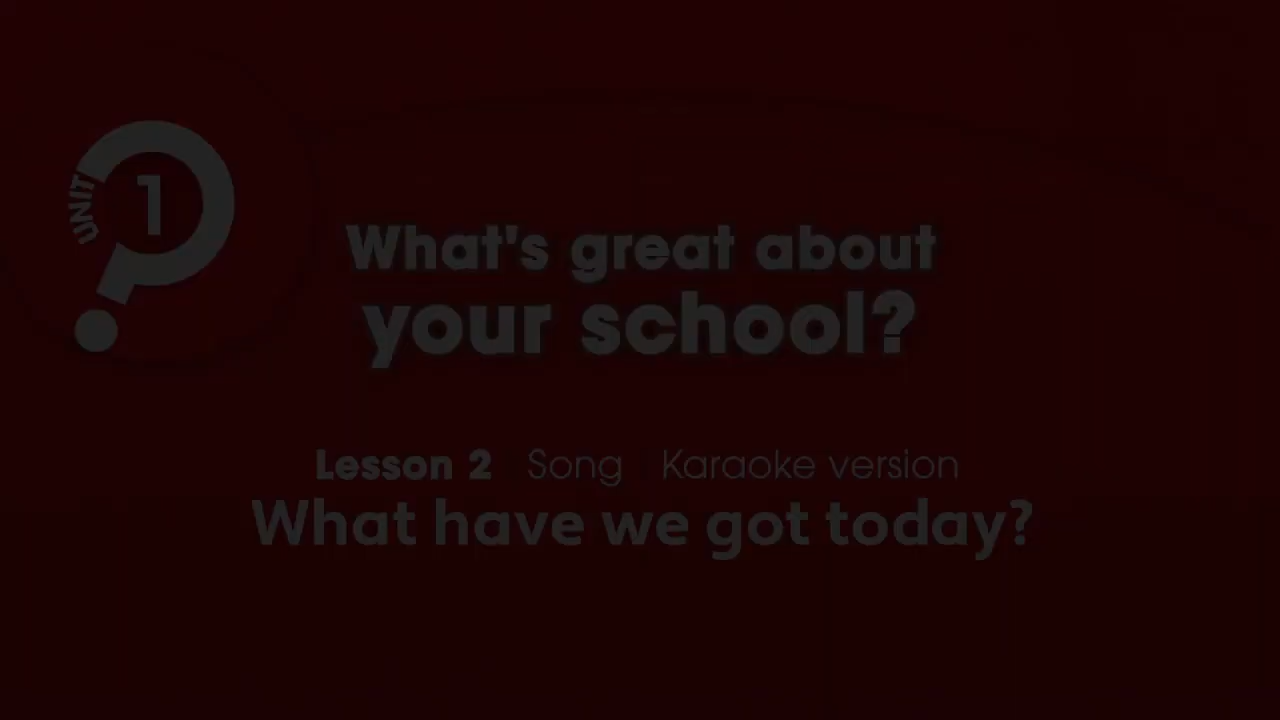 UNIT
1
What's great about
your school?
Lesson 2 Song Karaoke version
What have we got today?